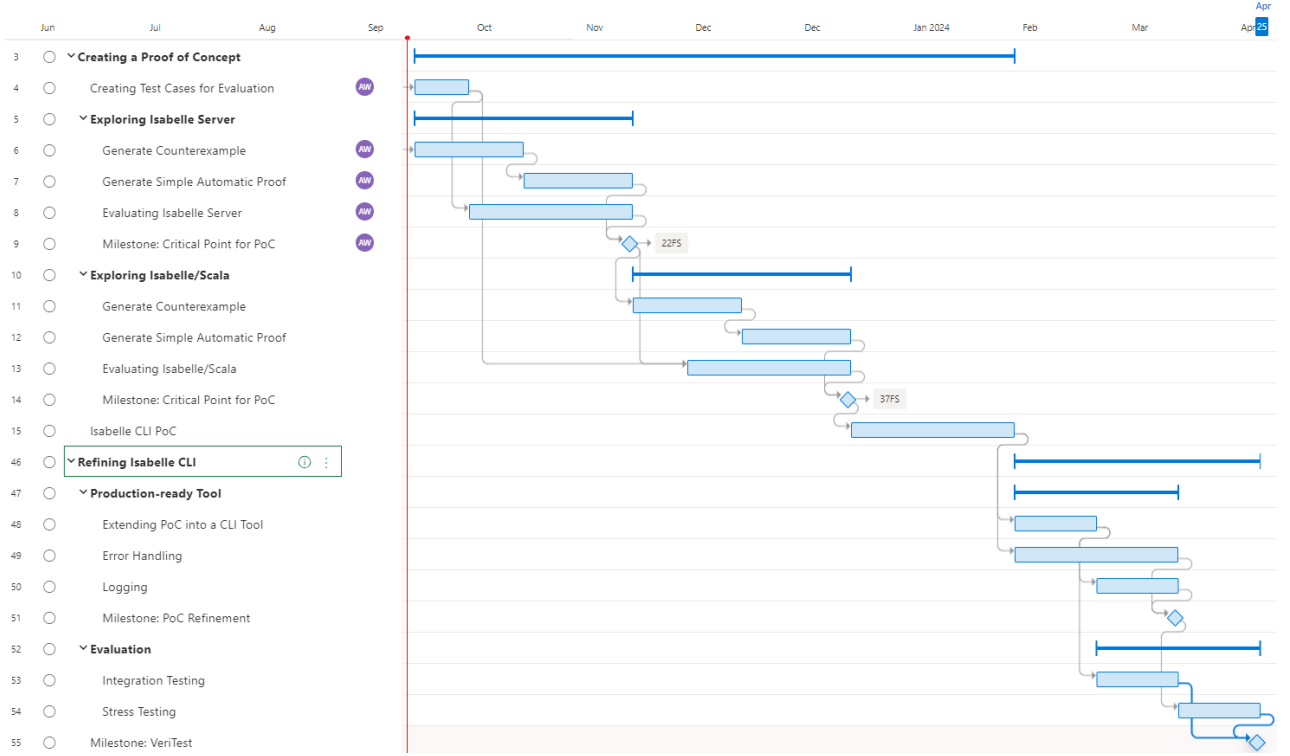 Apr
Jun Jul Aug Sep Oct Nov Dec Dec Jan 2024 Feb Mar Apr 25
3 Creating a Proof of Concept
4 Creating Test Cases for Evaluation AW
5 Exploring Isabelle Server
6 Generate Counterexample AW
7 Generate Simple Automatic Proof AW
8 Evaluating Isabelle Server AW
9 Milestone: Critical Point for PoC AW 22FS
10 Exploring Isabelle/Scala
11 Generate Counterexample
12 Generate Simple Automatic Proof
13 Evaluating Isabelle/Scala
14 Milestone: Critical Point for PoC 37FS
15 Isabelle CLI PoC
46 Refining Isabelle CLI
47 Production-ready Tool
48 Extending PoC into a CLI Tool
49 Error Handling
50 Logging
51 Milestone: PoC Refinement
52 Evaluation
53 Integration Testing
54 Stress Testing
55 Milestone: VeriTest